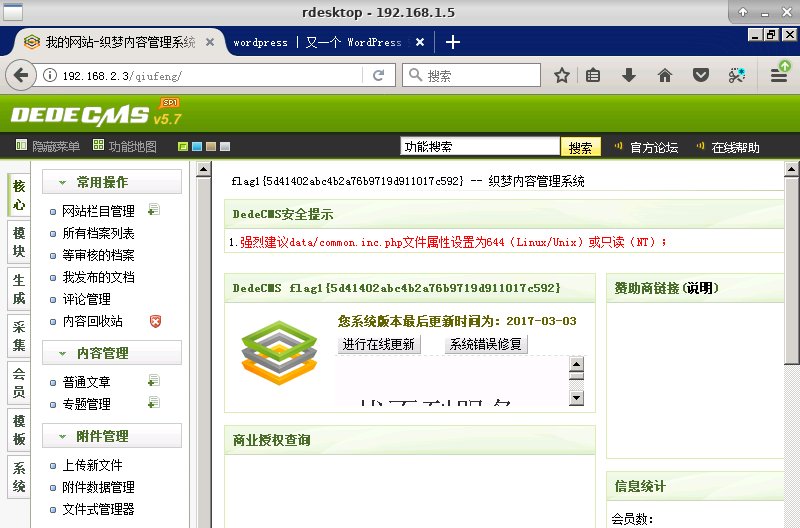 rdesktop - 192.168.1.5
我的网站-织梦内容管理系统
wordpress | 又一个 WordPress
192.168.2.3/qiufeng/
搜索
DEDECMS v5.7 SP1
隐藏菜单 功能地图
功能搜索 搜索 官方论坛 在线帮助
核心
模块
生成
采集
会员
模板
系统
常用操作
网站栏目管理
所有档案列表
等审核的档案
我发布的文档
评论管理
内容回收站
内容管理
普通文章
专题管理
附件管理
上传新文件
附件数据管理
文件式管理器
flag1{5d41402abc4b2a76b9719d911017c592} -- 织梦内容管理系统
DedeCMS安全提示
1.强烈建议data/common.inc.php文件属性设置为644（Linux/Unix）或只读（NT）；
DedeCMS flag1{5d41402abc4b2a76b9719d911017c592}
您系统版本最后更新时间为：2017-03-03
进行在线更新 系统错误修复
找不到服务
商业授权查询
赞助商链接(说明)
信息统计
会员数：